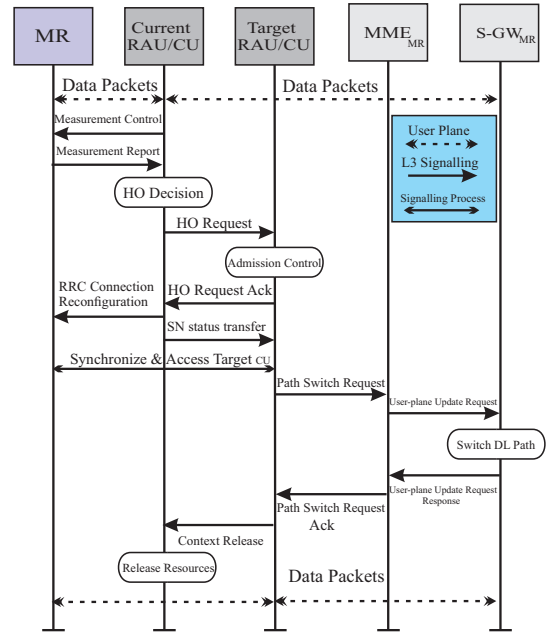 MR
Current
RAU/CU
Target
RAU/CU
MME MR
S-GW MR
Data Packets
Data Packets
Measurement Control
User Plane
L3 Signalling
Signalling Process
Measurement Report
HO Decision
HO Request
Admission Control
RRC Connection
Reconfiguration
HO Request Ack
SN status transfer
Synchronize & Access Target CU
Path Switch Request
User-plane Update Request
Switch DL Path
User-plane Update Request
Response
Path Switch Request
Ack
Context Release
Release Resources
Data Packets